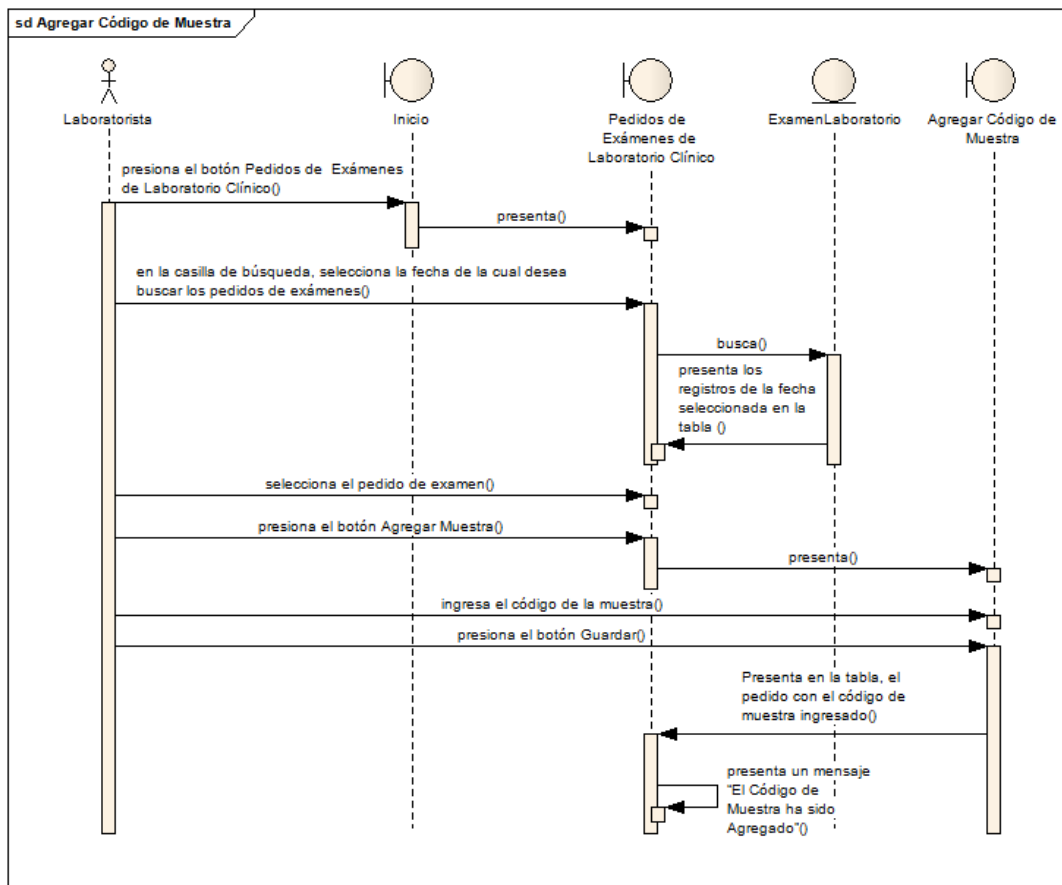 sd Agregar Código de Muestra
Laboratorista
Inicio
Pedidos de
Exámenes de
Laboratorio Clínico
ExamenLaboratorio
Agregar Código de
Muestra
presiona el botón Pedidos de Exámenes
de Laboratorio Clínico()
presenta()
en la casilla de búsqueda, selecciona la fecha de la cual desea
buscar los pedidos de exámenes()
busca()
presenta los
registros de la fecha
seleccionada en la
tabla ()
selecciona el pedido de examen()
presiona el botón Agregar Muestra()
presenta()
ingresa el código de la muestra()
presiona el botón Guardar()
Presenta en la tabla, el
pedido con el código de
muestra ingresado()
presenta un mensaje
"El Código de
Muestra ha sido
Agregado"()